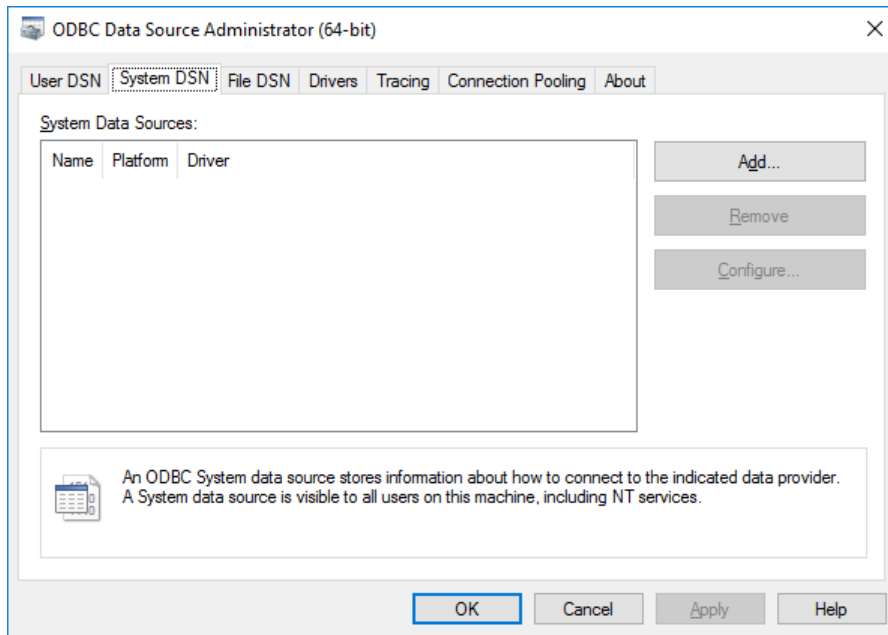 ODBC Data Source Administrator (64-bit)
User DSN System DSN File DSN Drivers Tracing Connection Pooling About
System Data Sources:
Name Platform Driver
Add...
Remove
Configure...
An ODBC System data source stores information about how to connect to the indicated data provider.
A System data source is visible to all users on this machine, including NT services.
OK Cancel Apply Help